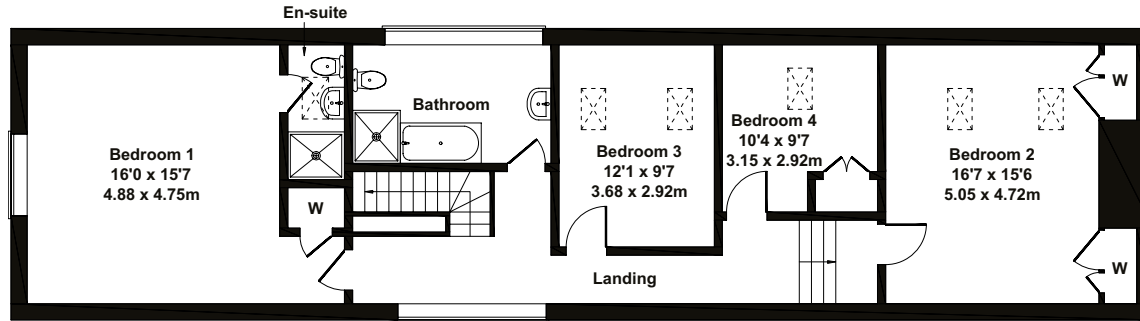 En-suite
Bedroom 1
16'0 x 15'7
4.88 x 4.75m
W
Bathroom
Bedroom 3
12'1 x 9'7
3.68 x 2.92m
Bedroom 4
10'4 x 9'7
3.15 x 2.92m
Bedroom 2
16'7 x 15'6
5.05 x 4.72m
W
W
Landing